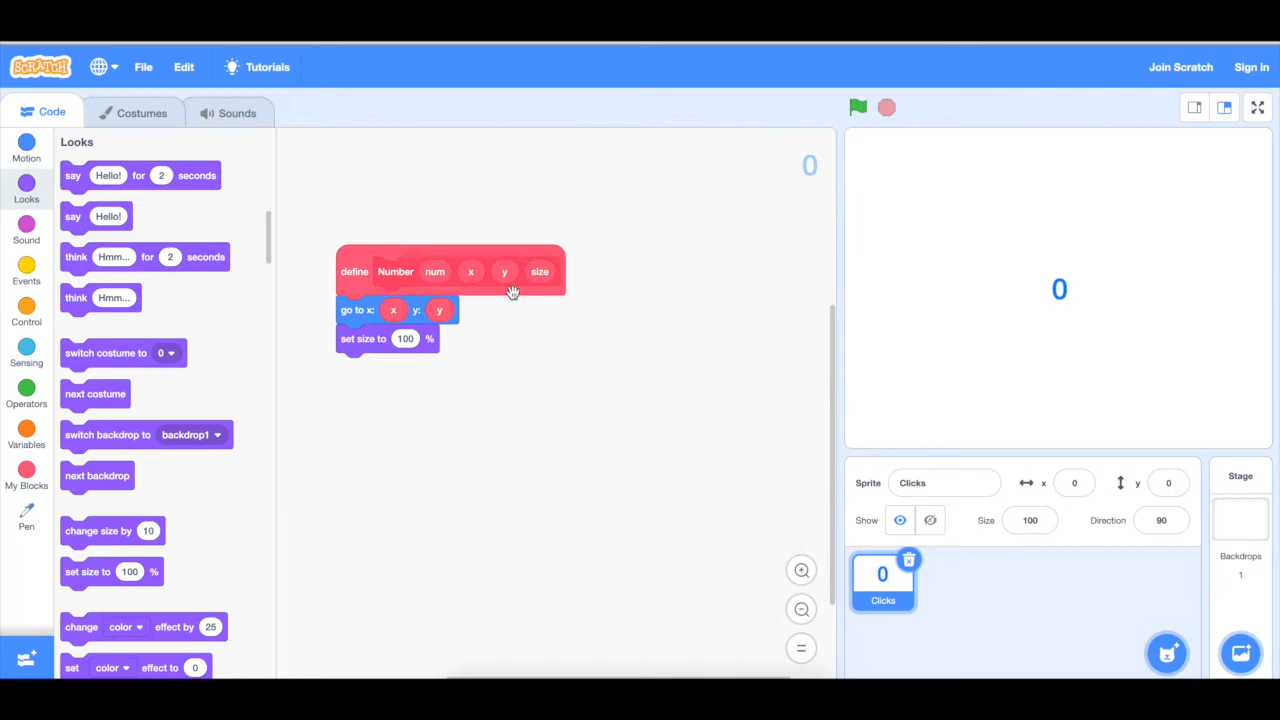 SCRATCH File Edit Tutorials Join Scratch Sign in
Code Costumes Sounds
Motion
Looks
Sound
Events
Control
Sensing
Operators
Variables
My Blocks
Pen
Looks
say Hello! for 2 seconds
say Hello!
think Hmm... for 2 seconds
think Hmm...
switch costume to 0
next costume
switch backdrop to backdrop1
next backdrop
change size by 10
set size to 100 %
change color effect by 25
set color effect to 0
0
define Number num x y size
go to x: x y: y
set size to 100 %
0
Sprite Clicks x 0 y 0
Show Size 100 Direction 90
0
Clicks
Stage
Backdrops
1